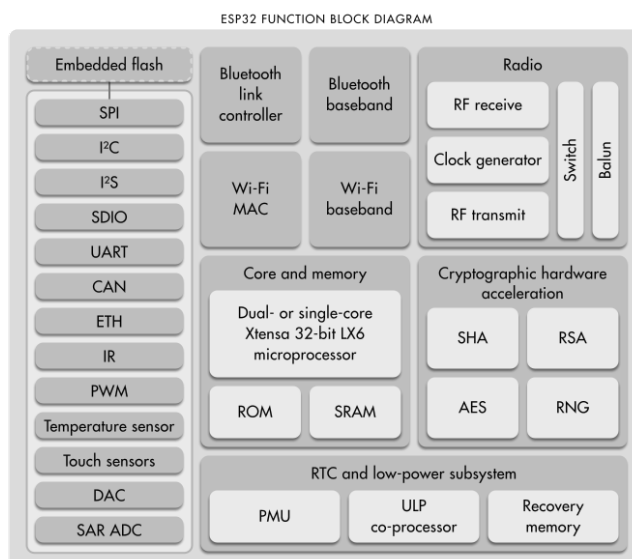 ESP32 FUNCTION BLOCK DIAGRAM
Embedded flash
SPI
I²C
I²S
SDIO
UART
CAN
ETH
IR
PWM
Temperature sensor
Touch sensors
DAC
SAR ADC
Bluetooth
link
controller
Bluetooth
baseband
Wi-Fi
MAC
Wi-Fi
baseband
Radio
RF receive
Clock generator
RF transmit
Switch
Balun
Core and memory
Dual- or single-core
Xtensa 32-bit LX6
microprocessor
ROM
SRAM
Cryptographic hardware
acceleration
SHA
RSA
AES
RNG
RTC and low-power subsystem
PMU
ULP
co-processor
Recovery
memory